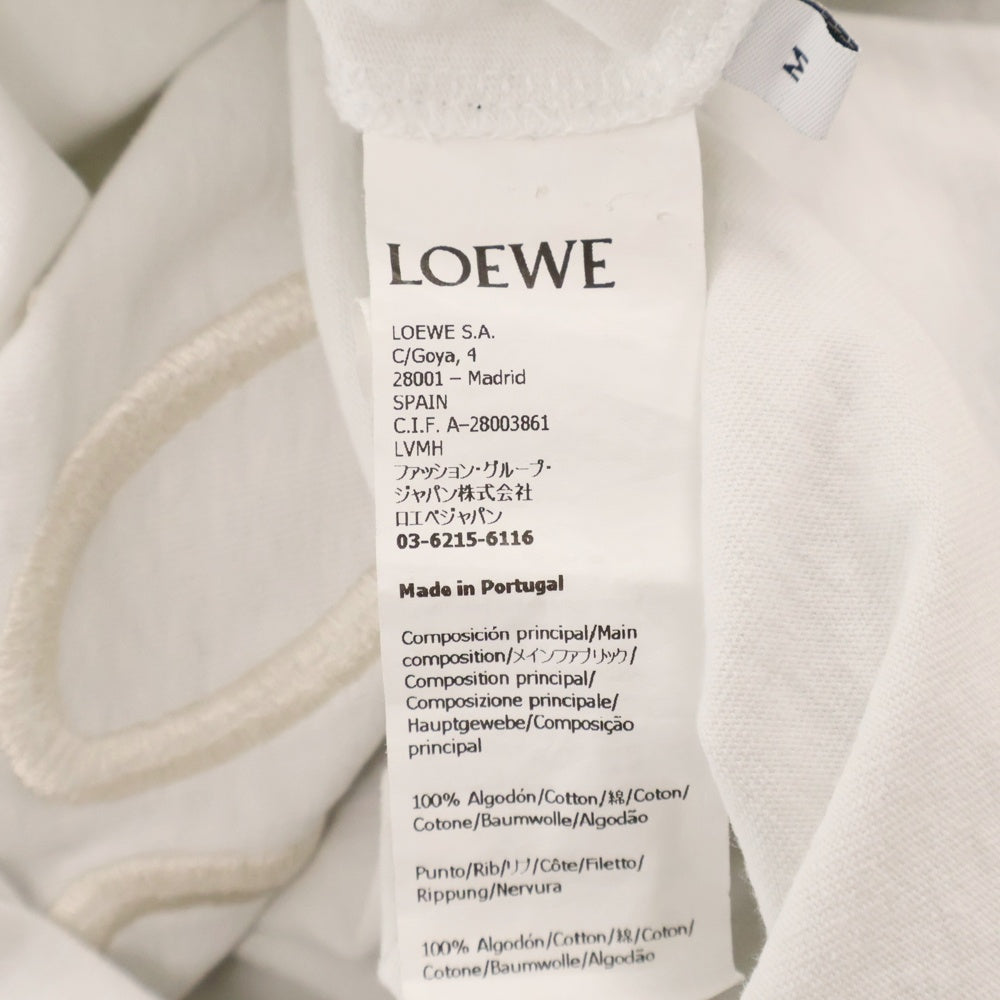 M
LOEWE
LOEWE S.A.
C/Goya, 4
28001 – Madrid
SPAIN
C.I.F. A–28003861
LVMH
ファッション・グループ・
ジャパン株式会社
ロエベジャパン
03-6215-6116
Made in Portugal
Composición principal/Main
composition/メインファブリック/
Composition principal/
Composizione principale/
Hauptgewebe/Composição
principal
100% Algodón/Cotton/綿/Coton/
Cotone/Baumwolle/Algodão
Punto/Rib/リブ/Côte/Filetto/
Rippung/Nervura
100% Algodón/Cotton/綿/Coton/
Cotone/Baumwolle/Algodão